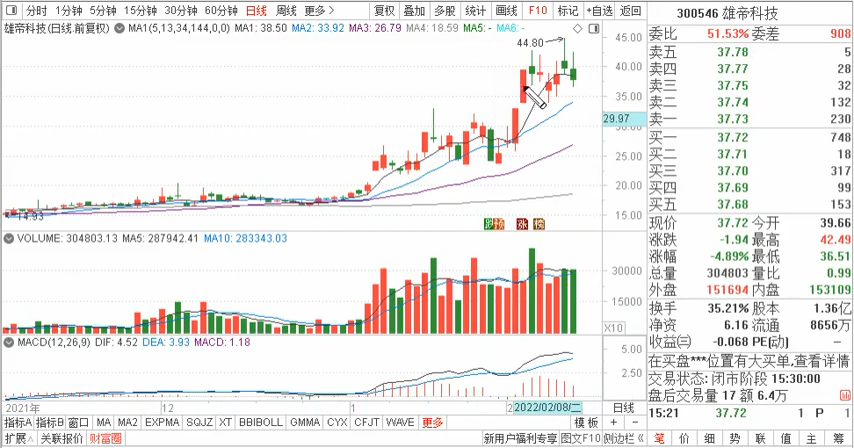 分时 1分钟 5分钟 15分钟 30分钟 60分钟 日线 周线 更多 复权 叠加 多股 统计 画线 F10 标记 +自选 返回
雄帝科技(日线.前复权) MA1(5,13,34,144,0,0) MA1: 38.50 MA2: 33.92 MA3: 26.79 MA4: 18.59 MA5: - MA6: -
44.80
45.00
40.00
35.00
29.97
30.00
25.00
20.00
15.00
14.93
跌 预 涨 榜
VOLUME: 304803.13 MA5: 287942.41 MA10: 283343.03
30000
15000
X10
MACD(12,26,9) DIF: 4.52 DEA: 3.93 MACD: 1.18
5.00
2.50
2021年 12 1 2022/02/08/二 日线
指标A 指标B 窗口 MA MA2 EXPMA SQJZ XT BBIBOLL GMMA CYX CFJT WAVE 更多 模板 + -
扩展 关联报价 财富圈 新用户福利专享 图文F10 侧边栏
300546 雄帝科技
委比 51.53% 委差 908
卖五 37.78 5
卖四 37.77 28
卖三 37.75 32
卖二 37.74 132
卖一 37.73 230
买一 37.72 748
买二 37.71 18
买三 37.70 317
买四 37.69 99
买五 37.68 153
现价 37.72 今开 39.66
涨跌 -1.94 最高 42.49
涨幅 -4.89% 最低 36.51
总量 304803 量比 0.99
外盘 151694 内盘 153109
换手 35.21% 股本 1.36亿
净资 6.16 流通 8656万
收益㈢ -0.068 PE(动) —
在买盘***位置有大买单,查看详情
交易状态: 闭市阶段 15:30:00
盘后交易量 17 额 6.4万
15:21 37.72 1 P 1
笔 价 细 势 联 值 主 筹